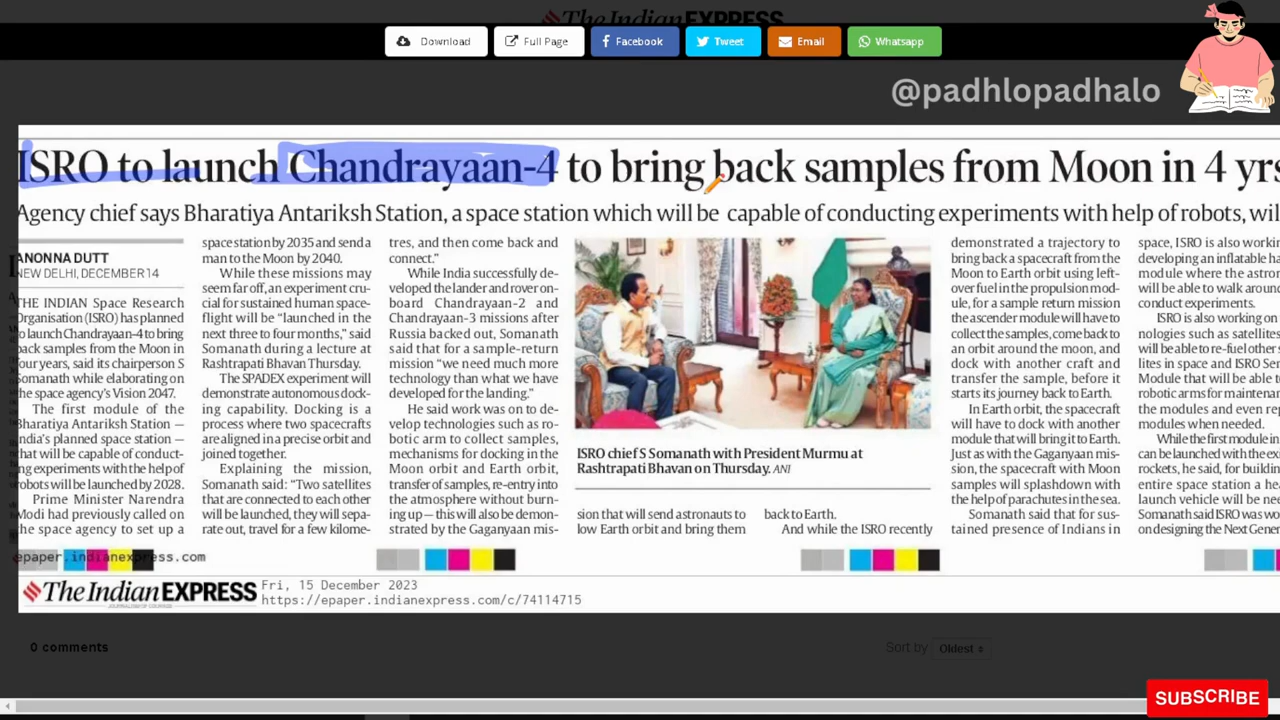 The Indian EXPRESS
Download
Full Page
Facebook
Tweet
Email
Whatsapp
@padhlopadhalo
ISRO to launch Chandrayaan-4 to bring back samples from Moon in 4 yrs
Agency chief says Bharatiya Antariksh Station, a space station which will be capable of conducting experiments with help of robots, wil
ANONNA DUTT
NEW DELHI, DECEMBER 14
THE INDIAN Space Research
Organisation (ISRO) has planned
to launch Chandrayaan-4 to bring
back samples from the Moon in
four years, said its chairperson S
Somanath while elaborating on
the space agency's Vision 2047.
The first module of the
Bharatiya Antariksh Station —
India's planned space station —
that will be capable of conduct-
ing experiments with the help of
robots will be launched by 2028.
Prime Minister Narendra
Modi had previously called on
the space agency to set up a
space station by 2035 and send a
man to the Moon by 2040.
While these missions may
seem far off, an experiment cru-
cial for sustained human space-
flight will be "launched in the
next three to four months," said
Somanath during a lecture at
Rashtrapati Bhavan Thursday.
The SPADEX experiment will
demonstrate autonomous dock-
ing capability. Docking is a
process where two spacecrafts
are aligned in a precise orbit and
joined together.
Explaining the mission,
Somanath said: "Two satellites
that are connected to each other
will be launched, they will sepa-
rate out, travel for a few kilome-
tres, and then come back and
connect."
While India successfully de-
veloped the lander and rover on-
board Chandrayaan-2 and
Chandrayaan-3 missions after
Russia backed out, Somanath
said that for a sample-return
mission "we need much more
technology than what we have
developed for the landing."
He said work was on to de-
velop technologies such as ro-
botic arm to collect samples,
mechanisms for docking in the
Moon orbit and Earth orbit,
transfer of samples, re-entry into
the atmosphere without burn-
ing up — this will also be demon-
strated by the Gaganyaan mis-
ISRO chief S Somanath with President Murmu at
Rashtrapati Bhavan on Thursday. ANI
sion that will send astronauts to
low Earth orbit and bring them
back to Earth.
And while the ISRO recently
demonstrated a trajectory to
bring back a spacecraft from the
Moon to Earth orbit using left-
over fuel in the propulsion mod-
ule, for a sample return mission
the ascender module will have to
collect the samples, come back to
an orbit around the moon, and
dock with another craft and
transfer the sample, before it
starts its journey back to Earth.
In Earth orbit, the spacecraft
will have to dock with another
module that will bring it to Earth.
Just as with the Gaganyaan mis-
sion, the spacecraft with Moon
samples will splashdown with
the help of parachutes in the sea.
Somanath said that for sus-
tained presence of Indians in
space, ISRO is also workin
developing an inflatable ha
module where the astron
will be able to walk around
conduct experiments.
ISRO is also working on
nologies such as satellites
will be able to re-fuel other s
lites in space and ISRO Ser
Module that will be able to
robotic arms for maintenan
the modules and even rep
modules when needed.
While the first module in
can be launched with the exi
rockets, he said, for buildin
entire space station a hea
launch vehicle will be nee
Somanath said ISRO was w
on designing the Next Gene
epaper.indianexpress.com
The Indian EXPRESS
JOURNALISM OF COURAGE
Fri, 15 December 2023
https://epaper.indianexpress.com/c/74114715
0 comments
Sort by Oldest
SUBSCRIBE